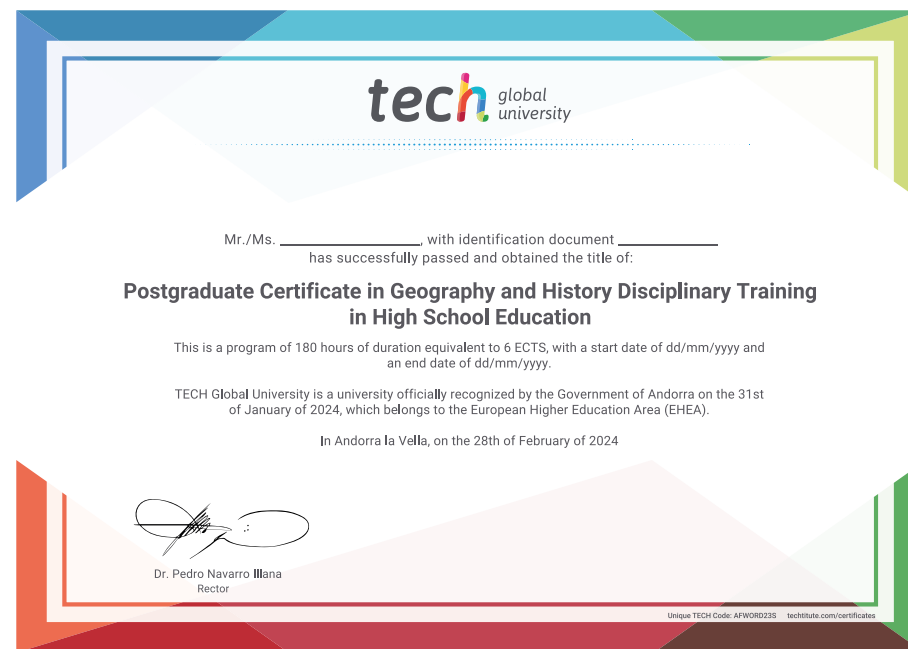 tech global university
Mr./Ms. ____________________, with identification document ______________
has successfully passed and obtained the title of:
Postgraduate Certificate in Geography and History Disciplinary Training
in High School Education
This is a program of 180 hours of duration equivalent to 6 ECTS, with a start date of dd/mm/yyyy and
an end date of dd/mm/yyyy.
TECH Global University is a university officially recognized by the Government of Andorra on the 31st
of January of 2024, which belongs to the European Higher Education Area (EHEA).
In Andorra la Vella, on the 28th of February of 2024
Dr. Pedro Navarro Illana
Rector
Unique TECH Code: AFWORD23S techtitute.com/certificates